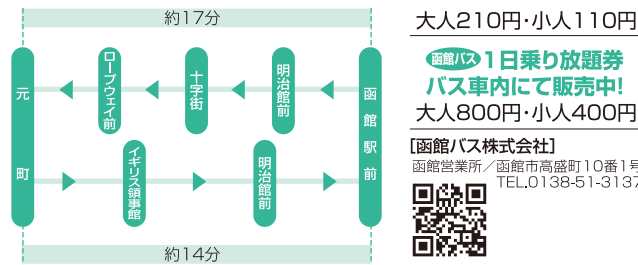 約17分
元町
ロープウェイ前
十字街
明治館前
函館駅前
イギリス領事館
明治館前
約14分
大人210円・小人110円
函館バス 1日乗り放題券
バス車内にて販売中!
大人800円・小人400円
[函館バス株式会社]
函館営業所/函館市高盛町10番1号
TEL.0138-51-3137